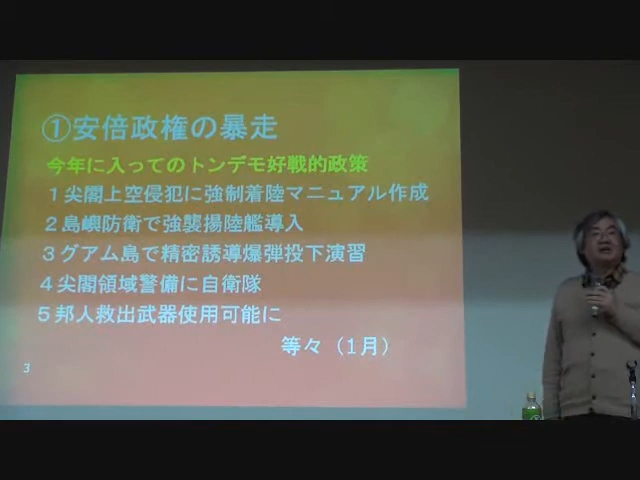 ①安倍政権の暴走
今年に入ってのトンデモ好戦的政策
１尖閣上空侵犯に強制着陸マニュアル作成
２島嶼防衛で強襲揚陸艦導入
３グアム島で精密誘導爆弾投下演習
４尖閣領域警備に自衛隊
５邦人救出武器使用可能に
等々（1月）
3